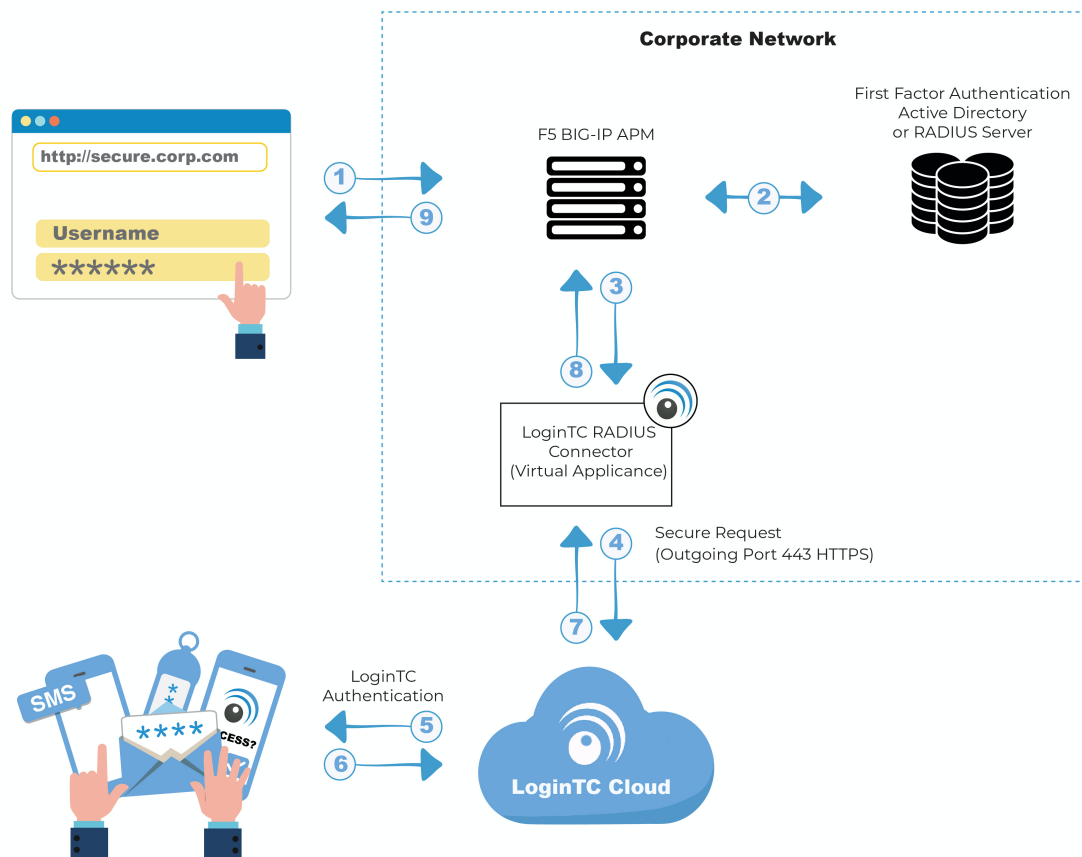 Corporate Network
First Factor Authentication
Active Directory
or RADIUS Server
F5 BIG-IP APM
http://secure.corp.com
Username
******
1
9
2
3
8
LoginTC RADIUS
Connector
(Virtual Applicance)
4
Secure Request
(Outgoing Port 443 HTTPS)
7
LoginTC
Authentication
5
6
SMS
**
****
CESS?
LoginTC Cloud